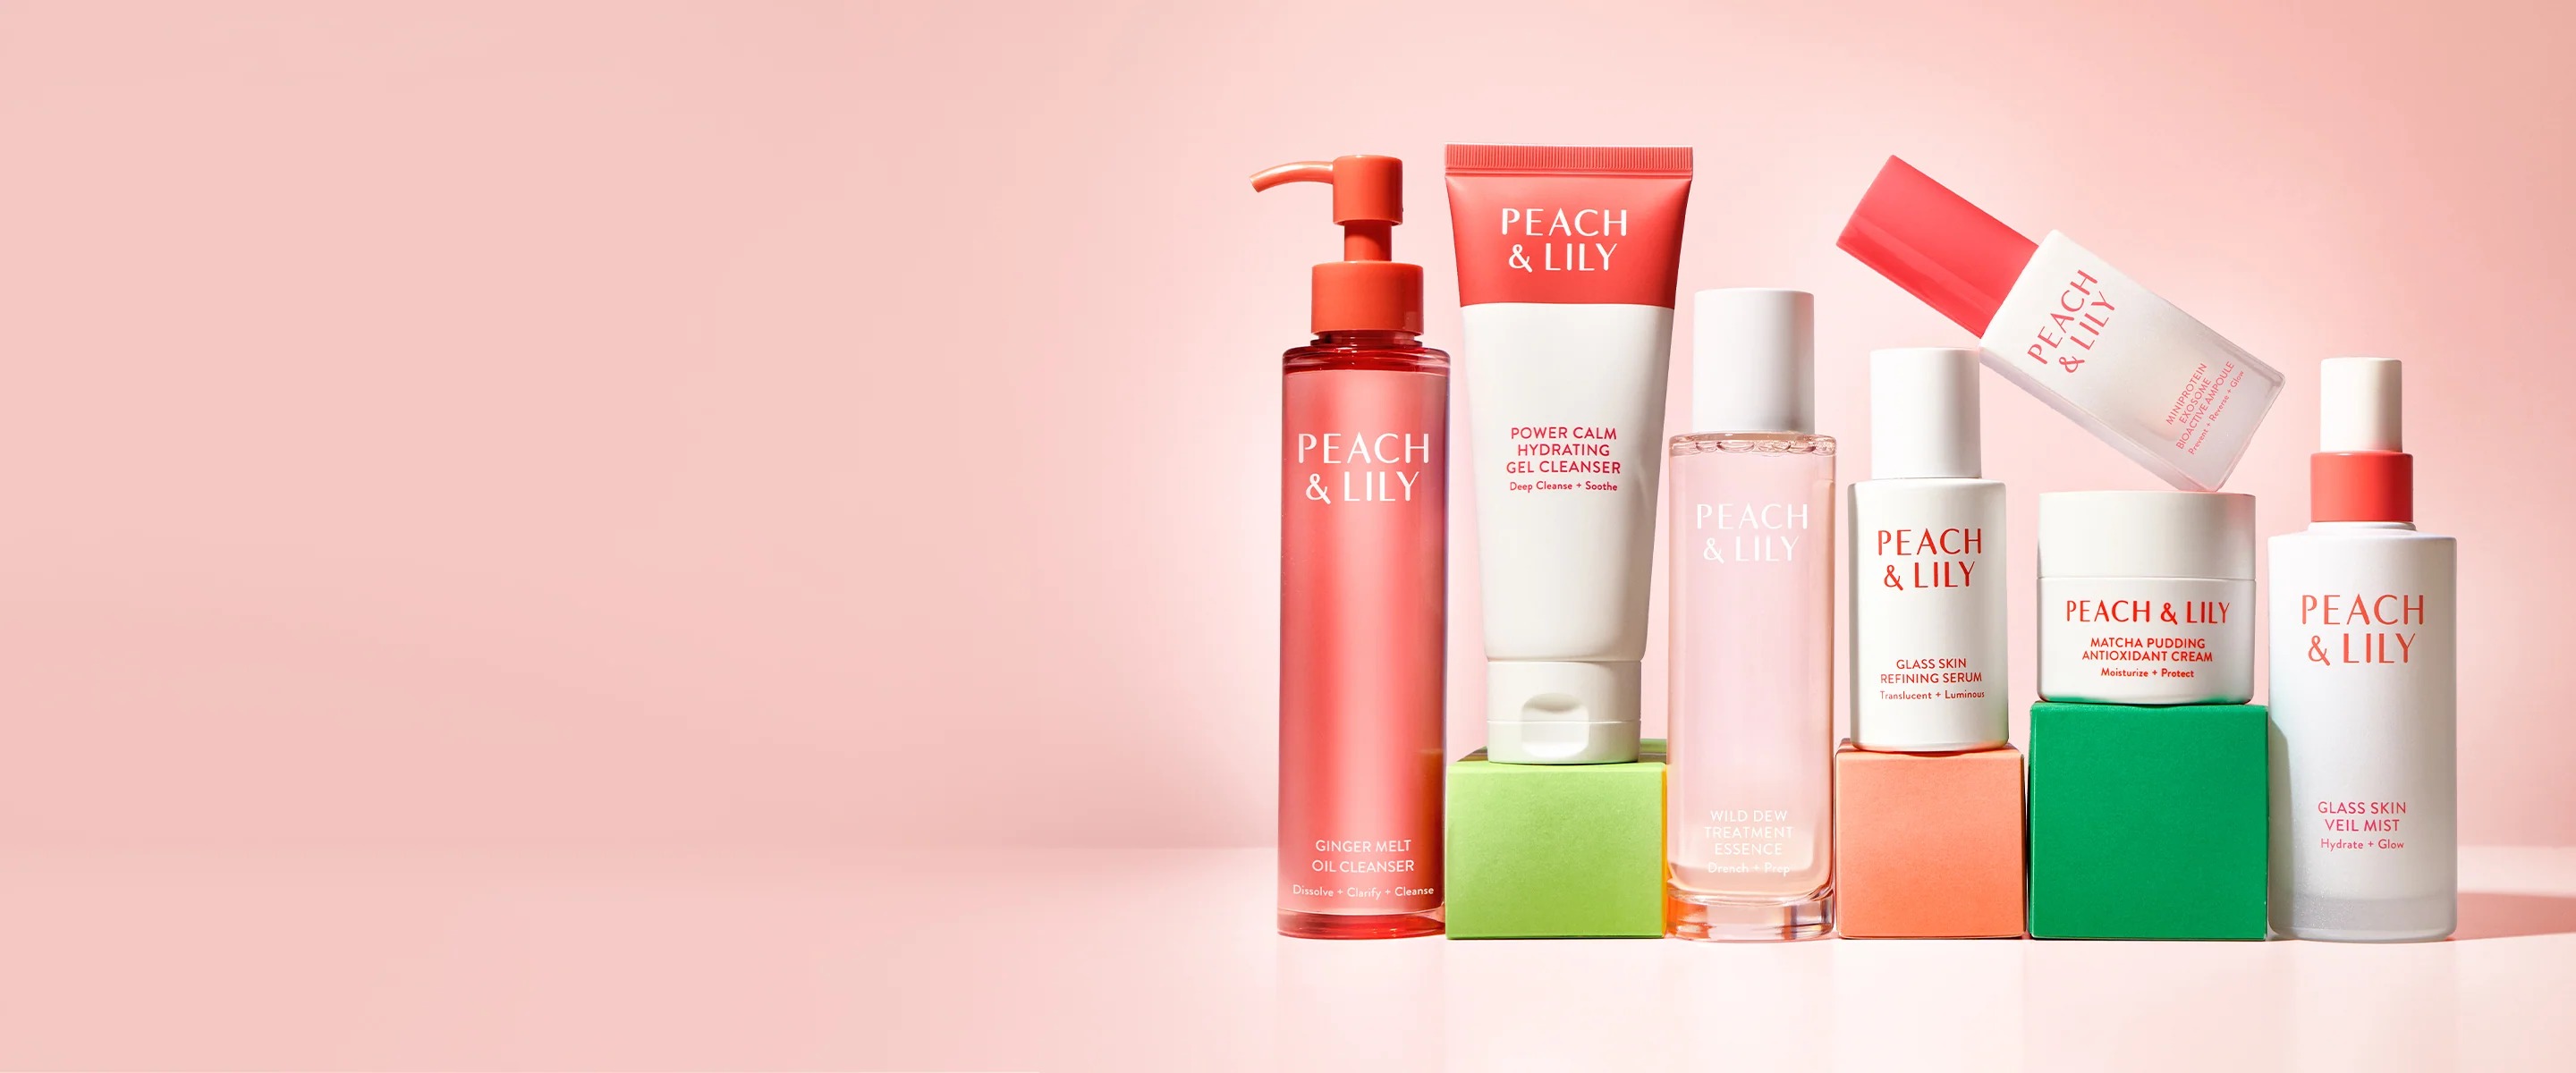 PEACH
& LILY
GINGER MELT
OIL CLEANSER
Dissolve + Clarify + Cleanse
PEACH
& LILY
POWER CALM
HYDRATING
GEL CLEANSER
Deep Cleanse + Soothe
PEACH
& LILY
WILD DEW
TREATMENT
ESSENCE
Drench + Prep
PEACH
& LILY
GLASS SKIN
REFINING SERUM
Translucent + Luminous
PEACH
& LILY
MINIPROTEIN
EXOSOME
BIOACTIVE AMPOULE
Prevent + Reverse + Glow
PEACH & LILY
MATCHA PUDDING
ANTIOXIDANT CREAM
Moisturize + Protect
PEACH
& LILY
GLASS SKIN
VEIL MIST
Hydrate + Glow